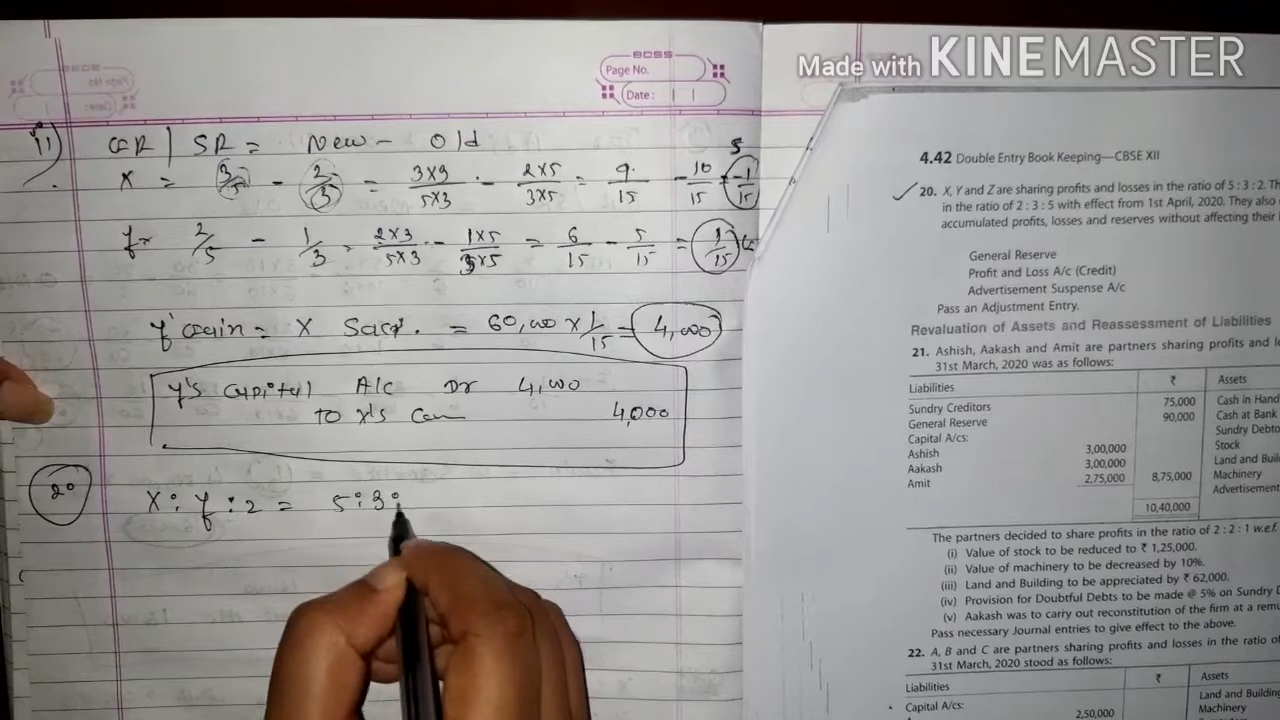 Made with KINEMASTER
BOSS
Page No.
Date :
ii) GR | SR = New - Old
X = 3/5 - 2/3 = 3×3/5×3 - 2×5/3×5 = 9/15 - 10/15 = -1/15 S
Y = 2/5 - 1/3 = 2×3/5×3 - 1×5/3×5 = 6/15 - 5/15 = 1/15
Y' Gain = X Sacr. = 60,000 × 1/15 = 4,000
Y's Capital A/c Dr 4,000
To X's Can 4,000
20 X : Y : Z = 5:3:
4.42 Double Entry Book Keeping—CBSE XII
20. X, Y and Z are sharing profits and losses in the ratio of 5 : 3 : 2. Th
in the ratio of 2 : 3 : 5 with effect from 1st April, 2020. They also
accumulated profits, losses and reserves without affecting their
General Reserve
Profit and Loss A/c (Credit)
Advertisement Suspense A/c
Pass an Adjustment Entry.
Revaluation of Assets and Reassessment of Liabilities
21. Ashish, Aakash and Amit are partners sharing profits and lo
31st March, 2020 was as follows:
Liabilities ₹ Assets
Sundry Creditors 75,000 Cash in Hand
General Reserve 90,000 Cash at Bank
Capital A/cs: Sundry Debto
Ashish 3,00,000 Stock
Aakash 3,00,000 Land and Buil
Amit 2,75,000 8,75,000 Machinery
Advertisement
10,40,000
The partners decided to share profits in the ratio of 2 : 2 : 1 w.e.f.
(i) Value of stock to be reduced to ₹ 1,25,000.
(ii) Value of machinery to be decreased by 10%.
(iii) Land and Building to be appreciated by ₹ 62,000.
(iv) Provision for Doubtful Debts to be made @ 5% on Sundry D
(v) Aakash was to carry out reconstitution of the firm at a remu
Pass necessary Journal entries to give effect to the above.
22. A, B and C are partners sharing profits and losses in the ratio of
31st March, 2020 stood as follows:
Liabilities ₹ Assets
Capital A/cs: Land and Building
2,50,000 Machinery